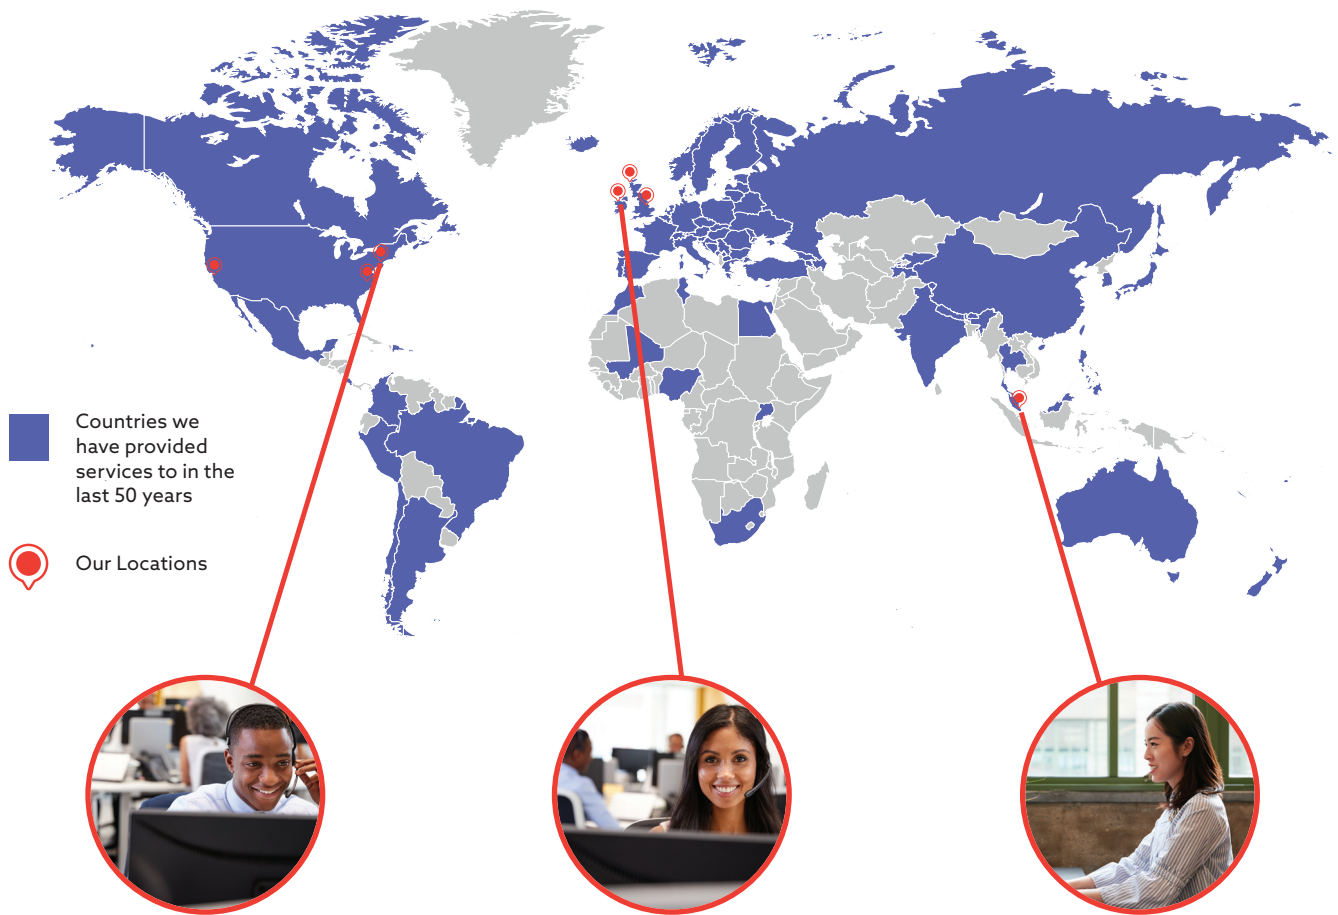 Countries we
have provided
services to in the
last 50 years
Our Locations